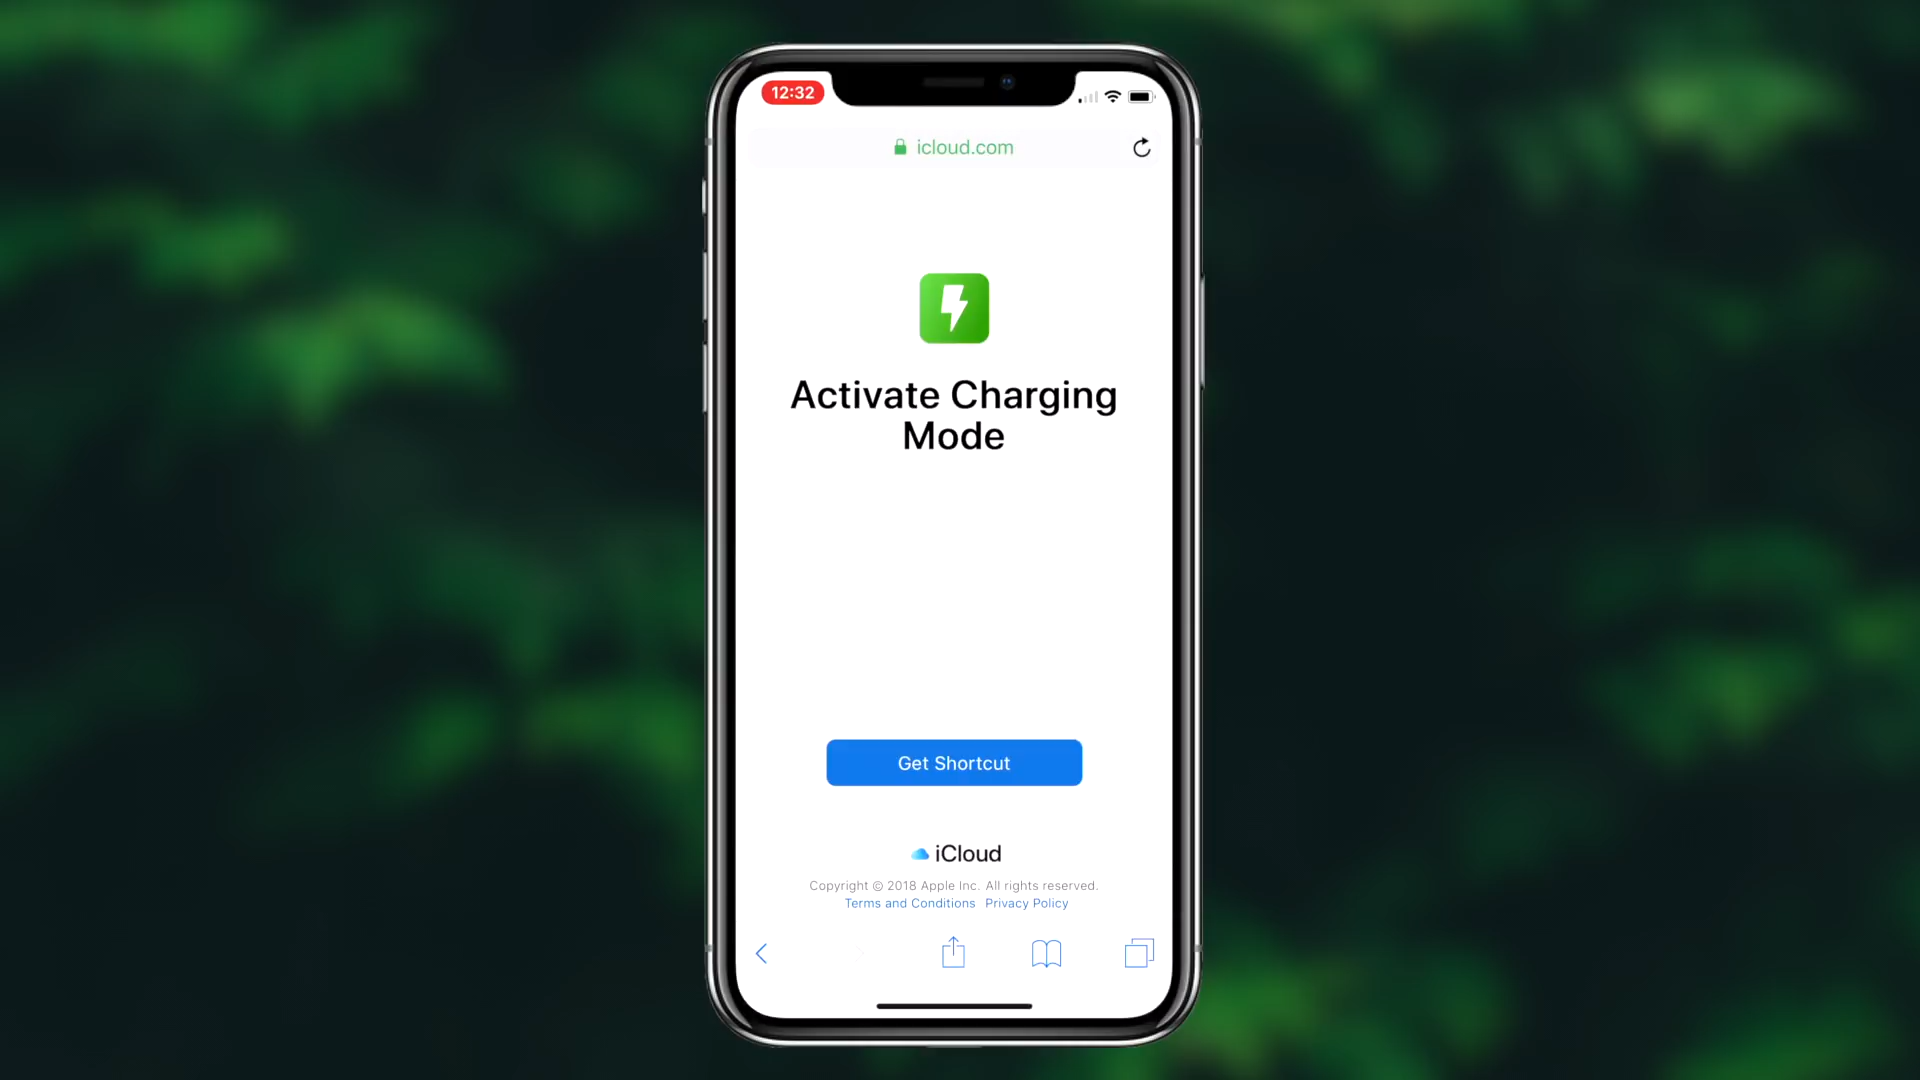 12:32
icloud.com
Activate Charging
Mode
Get Shortcut
iCloud
Copyright © 2018 Apple Inc. All rights reserved.
Terms and Conditions Privacy Policy